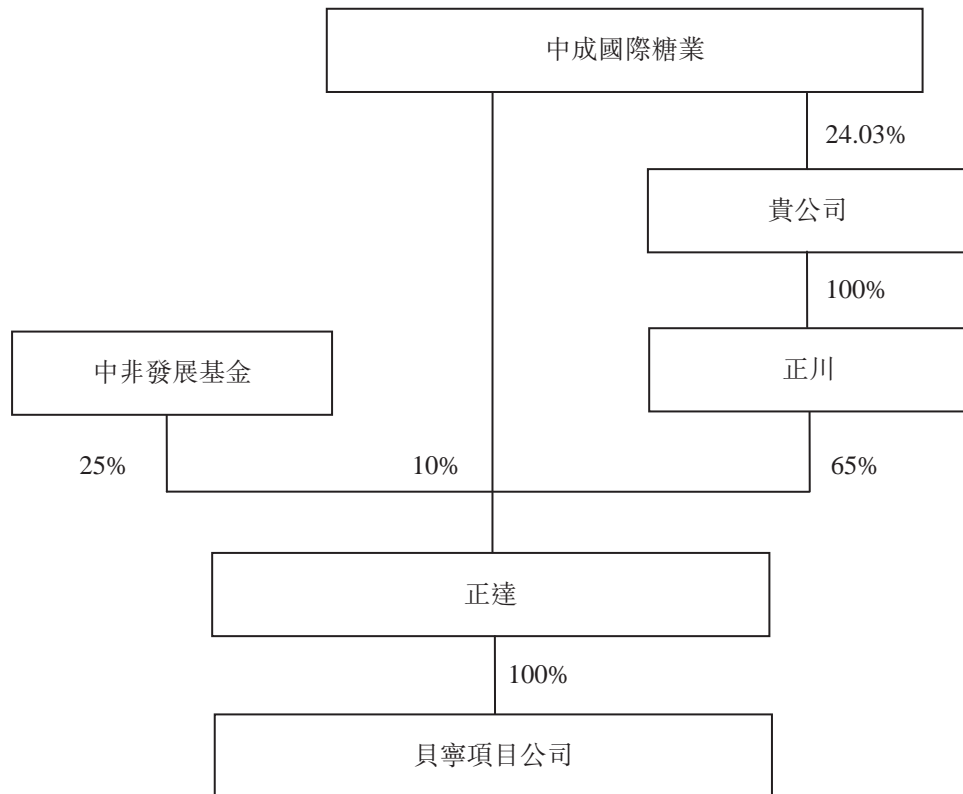 中成國際糖業
24.03%
貴公司
100%
中非發展基金
正川
25%
10%
65%
正達
100%
貝寧項目公司